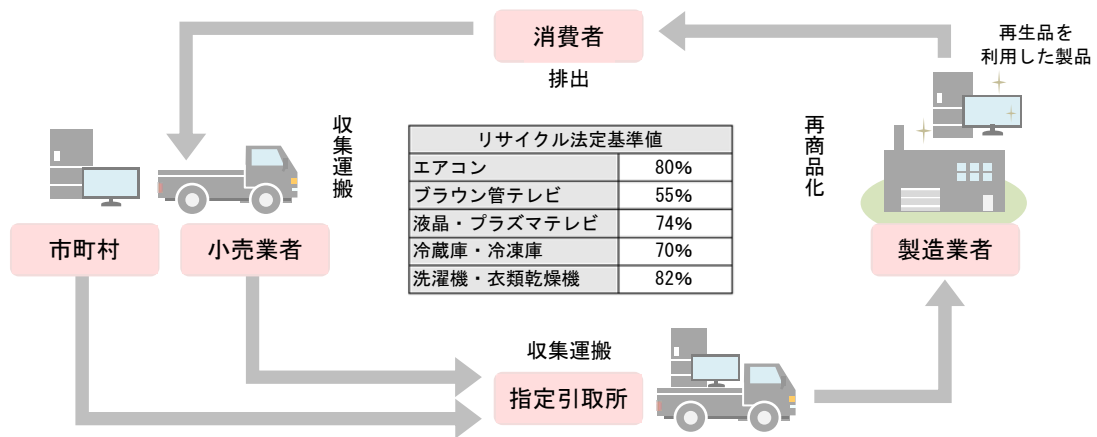 消費者
排出
再生品を
利用した製品
収集運搬
再商品化
リサイクル法定基準値
エアコン 80%
ブラウン管テレビ 55%
液晶・プラズマテレビ 74%
冷蔵庫・冷凍庫 70%
洗濯機・衣類乾燥機 82%
市町村
小売業者
製造業者
収集運搬
指定引取所